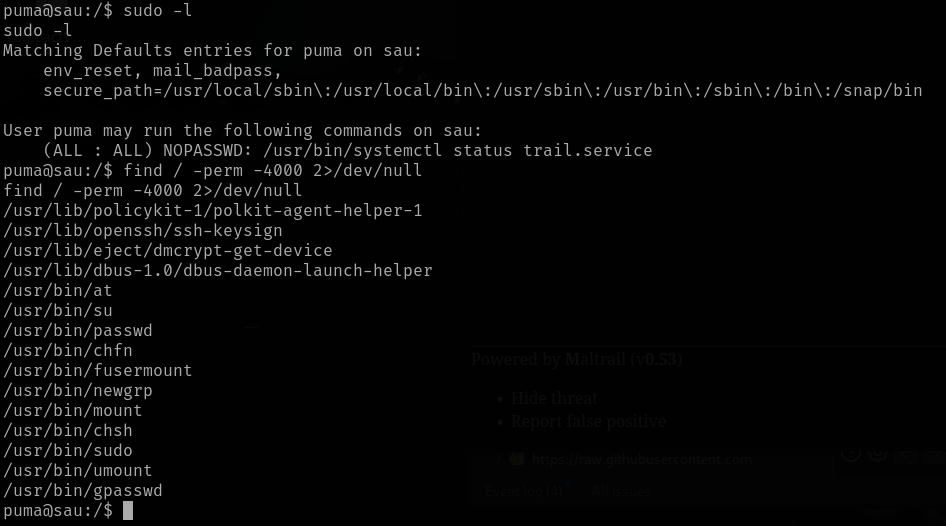 puma@sau:/$ sudo -l
sudo -l
Matching Defaults entries for puma on sau:
    env_reset, mail_badpass,
    secure_path=/usr/local/sbin\:/usr/local/bin\:/usr/sbin\:/usr/bin\:/sbin\:/bin\:/snap/bin

User puma may run the following commands on sau:
    (ALL : ALL) NOPASSWD: /usr/bin/systemctl status trail.service
puma@sau:/$ find / -perm -4000 2>/dev/null
find / -perm -4000 2>/dev/null
/usr/lib/policykit-1/polkit-agent-helper-1
/usr/lib/openssh/ssh-keysign
/usr/lib/eject/dmcrypt-get-device
/usr/lib/dbus-1.0/dbus-daemon-launch-helper
/usr/bin/at
/usr/bin/su
/usr/bin/passwd
/usr/bin/chfn
/usr/bin/fusermount
/usr/bin/newgrp
/usr/bin/mount
/usr/bin/chsh
/usr/bin/sudo
/usr/bin/umount
/usr/bin/gpasswd
puma@sau:/$
Powered by Maltrail (v0.53)
• Hide threat
• Report false positive
https://raw.githubusercontent.com
Event log (4) All issues